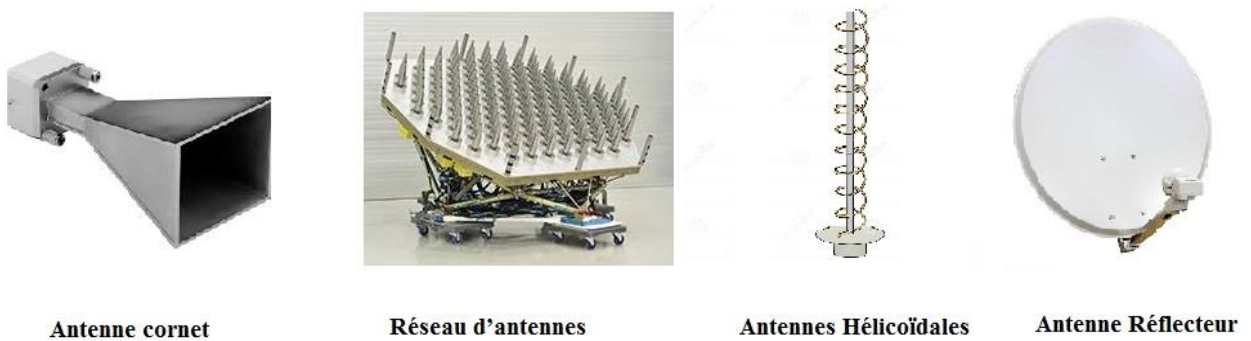 Antenne cornet
Réseau d'antennes
Antennes Hélicoïdales
Antenne Réflecteur